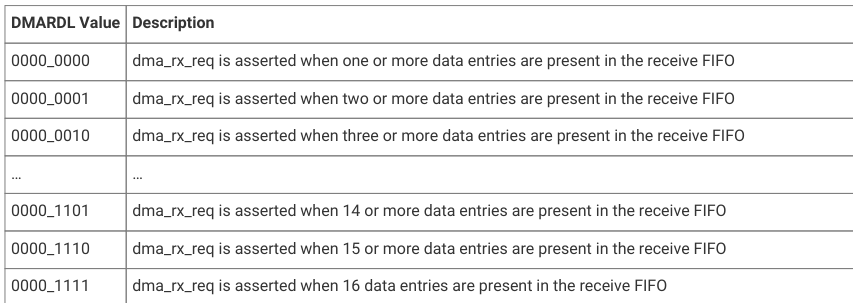 DMARDL Value Description
0000_0000 dma_rx_req is asserted when one or more data entries are present in the receive FIFO
0000_0001 dma_rx_req is asserted when two or more data entries are present in the receive FIFO
0000_0010 dma_rx_req is asserted when three or more data entries are present in the receive FIFO
... ...
0000_1101 dma_rx_req is asserted when 14 or more data entries are present in the receive FIFO
0000_1110 dma_rx_req is asserted when 15 or more data entries are present in the receive FIFO
0000_1111 dma_rx_req is asserted when 16 data entries are present in the receive FIFO